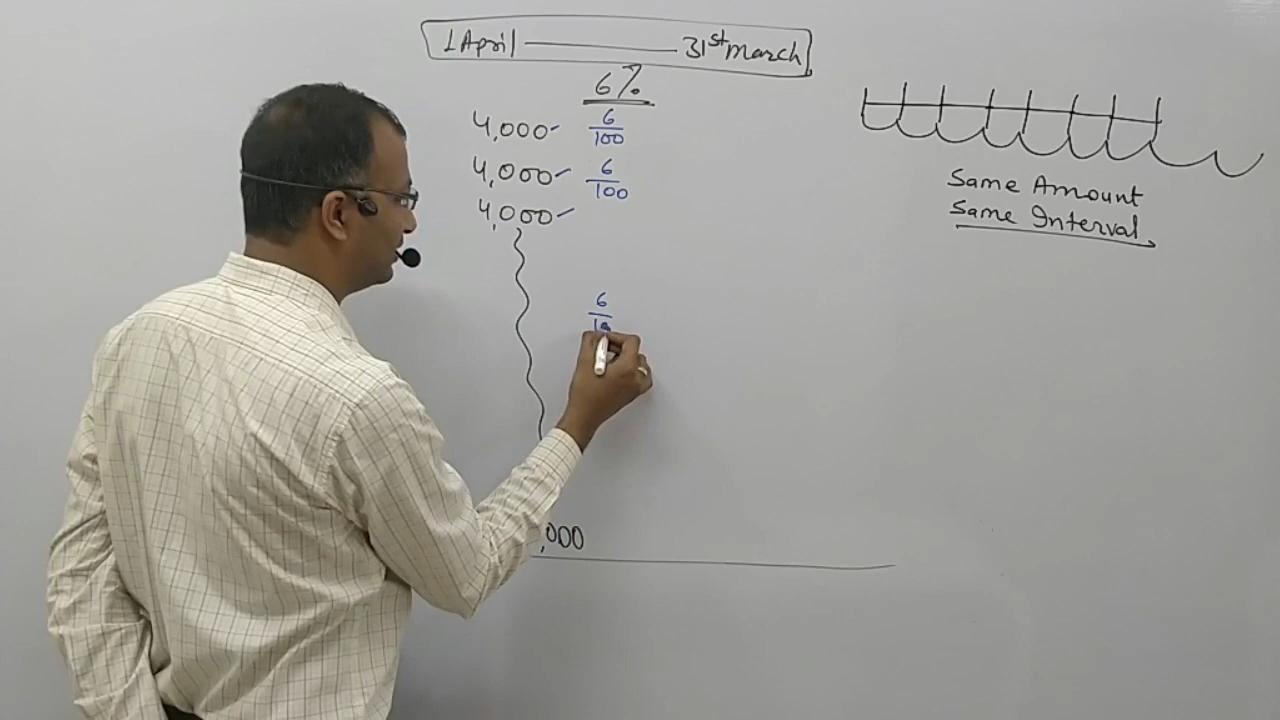 1 April ———— 31st March
6%
4,000 6/100
4,000 6/100
4,000
6/10
,000
Same Amount
Same Interval